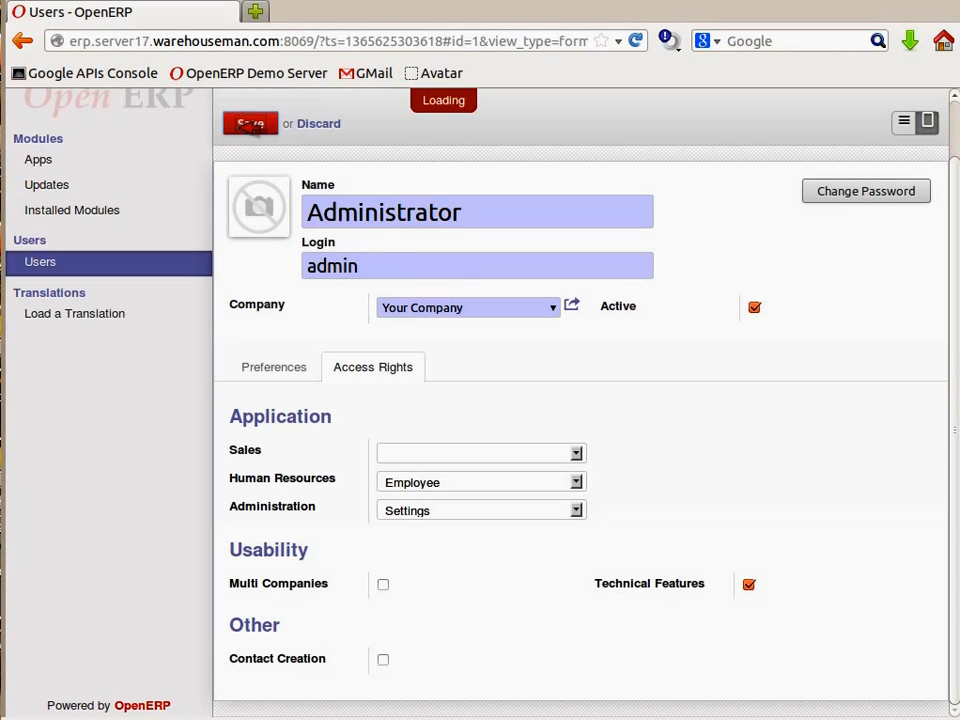 Users - OpenERP
erp.server17.warehouseman.com:8069/?ts=1365625303618#id=1&view_type=form
Google
Google APIs Console OpenERP Demo Server GMail Avatar
Open ERP
Loading
Save or Discard
Modules
Apps
Updates
Installed Modules
Users
Users
Translations
Load a Translation
Powered by OpenERP
Name
Administrator
Change Password
Login
admin
Company Your Company Active
Preferences Access Rights
Application
Sales
Human Resources Employee
Administration Settings
Usability
Multi Companies Technical Features
Other
Contact Creation